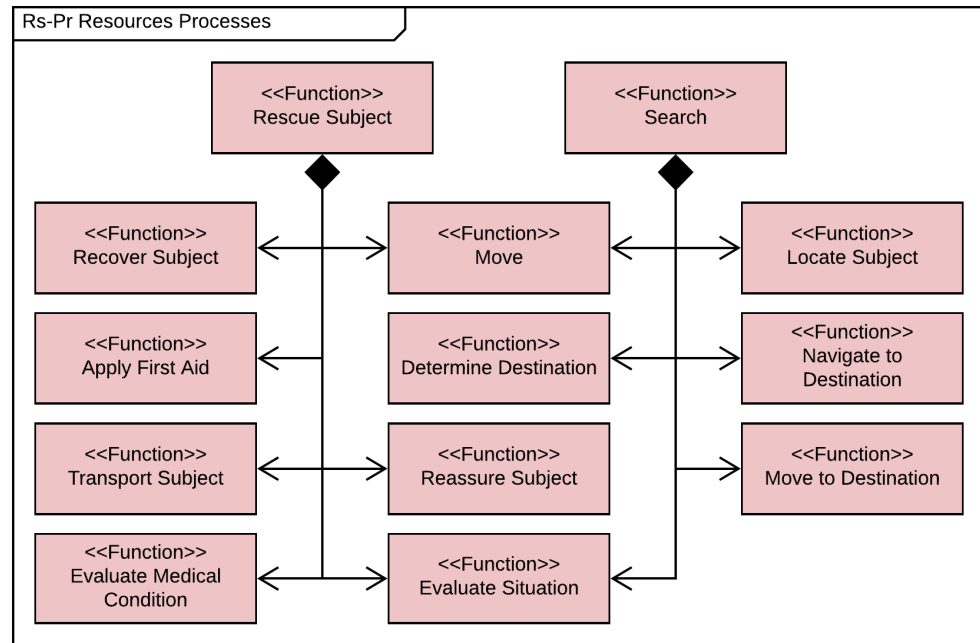 Rs-Pr Resources Processes
<<Function>>
Rescue Subject
<<Function>>
Search
<<Function>>
Recover Subject
<<Function>>
Move
<<Function>>
Locate Subject
<<Function>>
Apply First Aid
<<Function>>
Determine Destination
<<Function>>
Navigate to
Destination
<<Function>>
Transport Subject
<<Function>>
Reassure Subject
<<Function>>
Move to Destination
<<Function>>
Evaluate Medical
Condition
<<Function>>
Evaluate Situation